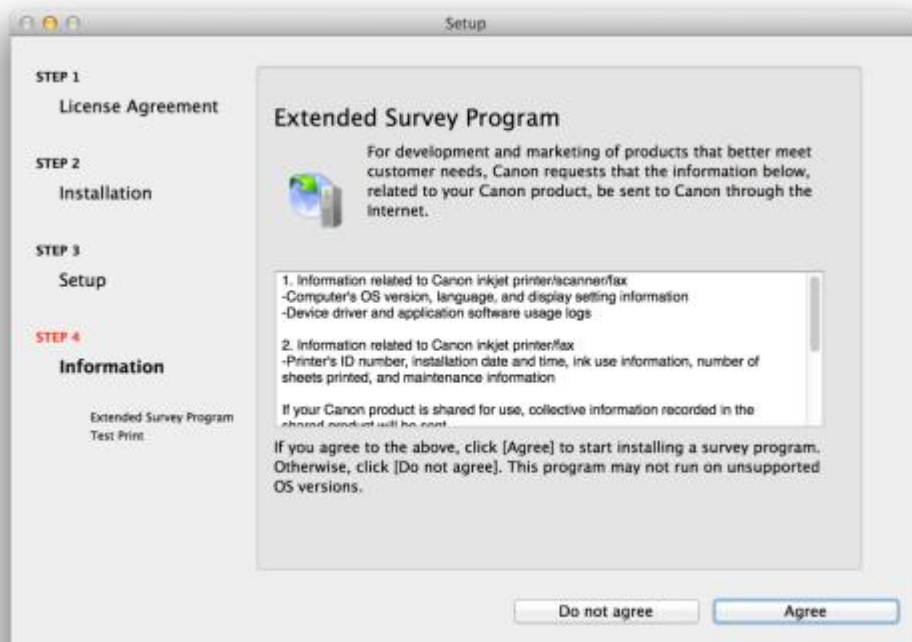 Setup
STEP 1
License Agreement
STEP 2
Installation
STEP 3
Setup
STEP 4
Information
Extended Survey Program
Test Print
Extended Survey Program
For development and marketing of products that better meet
customer needs, Canon requests that the information below,
related to your Canon product, be sent to Canon through the
Internet.
1. Information related to Canon inkjet printer/scanner/fax
-Computer's OS version, language, and display setting information
-Device driver and application software usage logs
2. Information related to Canon inkjet printer/fax
-Printer's ID number, installation date and time, ink use information, number of
sheets printed, and maintenance information
If your Canon product is shared for use, collective information recorded in the
shared product will be sent
If you agree to the above, click [Agree] to start installing a survey program.
Otherwise, click [Do not agree]. This program may not run on unsupported
OS versions.
Do not agree
Agree